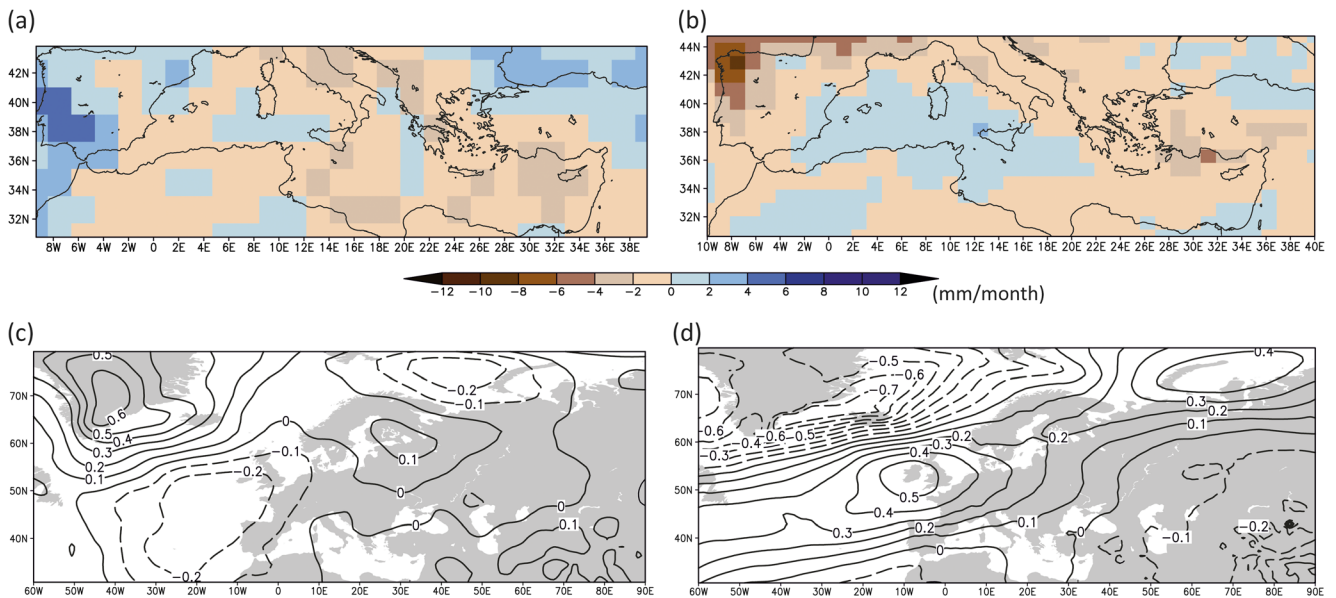 (a)
(b)
42N
40N
38N
36N
34N
32N
8W 6W 4W 2W 0 2E 4E 6E 8E 10E 12E 14E 16E 18E 20E 22E 24E 26E 28E 30E 32E 34E 36E 38E
44N
42N
40N
38N
36N
34N
32N
10W 8W 6W 4W 2W 0 2E 4E 6E 8E 10E 12E 14E 16E 18E 20E 22E 24E 26E 28E 30E 32E 34E 36E 40E
−12 −10 −8 −6 −4 −2 0 2 4 6 8 10 12 (mm/month)
(c)
(d)
70N
60N
50N
40N
0.5
0.6
0.5
0.4
0.3
0.2
0.1
0
−0.1
−0.2
−0.2
−0.2
−0.1
0.1
0
0
0.1
60W 50W 40W 30W 20W 10W 0 10E 20E 30E 40E 50E 60E 70E 80E 90E
70N
60N
50N
40N
−0.5
−0.6
−0.7
0.4
0.3
0.2
0.1
−0.6
−0.4
−0.6
−0.5
−0.3
0.3
0.2
0.2
0.4
0.5
0.4
0.3
0.2
0.1
0
0
−0.1
−0.2
60W 50W 40W 30W 20W 10W 0 10E 20E 30E 40E 50E 60E 70E 80E 90E